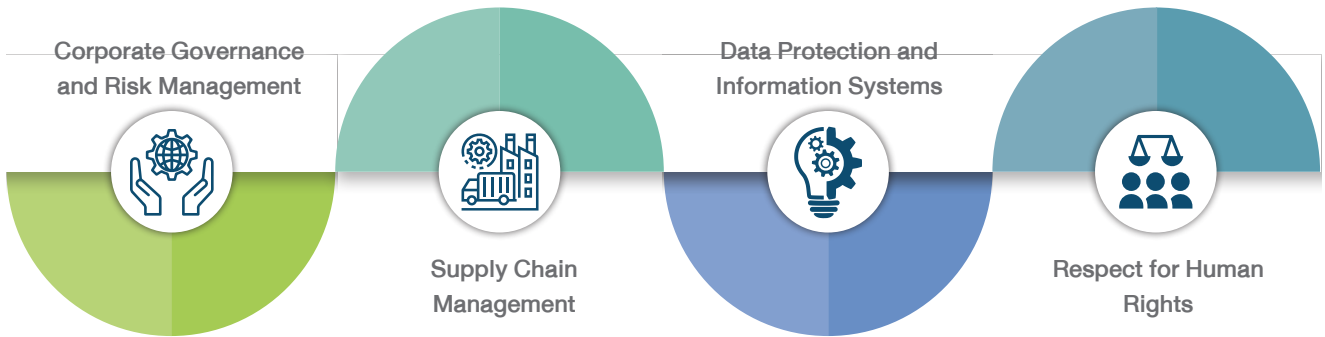 Corporate Governance
and Risk Management
Supply Chain
Management
Data Protection and
Information Systems
Respect for Human
Rights